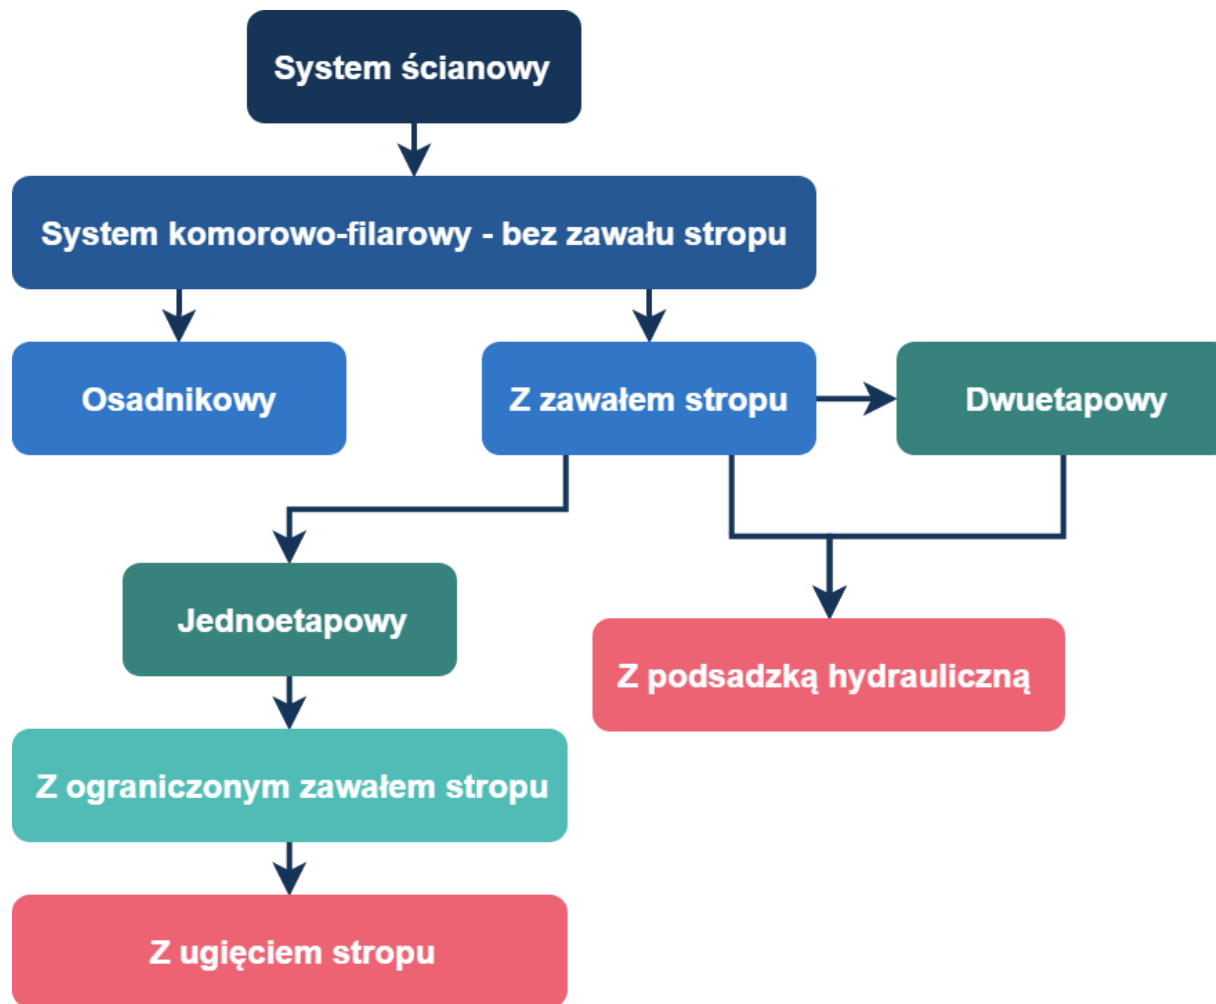 System ścianowy
System komorowo-filarowy - bez zawału stropu
Osadnikowy
Z zawałem stropu
Dwuetapowy
Jednoetapowy
Z podsadzką hydrauliczną
Z ograniczonym zawałem stropu
Z ugięciem stropu